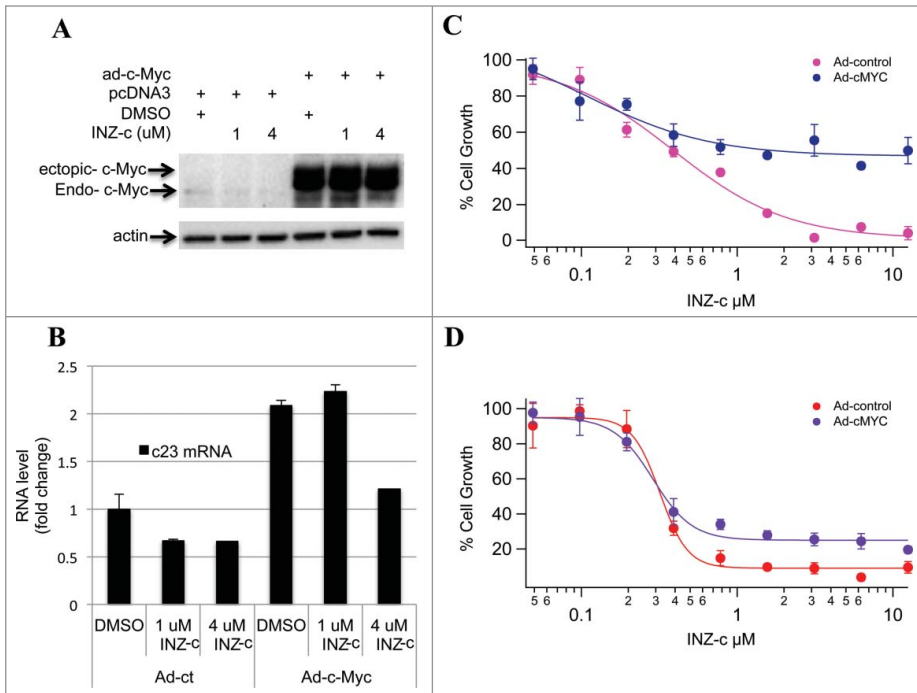 A
ad-c-Myc + + +
pcDNA3 + + +
DMSO + +
INZ-c (uM) 1 4 1 4
ectopic- c-Myc
Endo- c-Myc
actin
B
2.5
2
1.5
1
0.5
0
RNA level
(fold change)
c23 mRNA
DMSO 1 uM INZ-c 4 uM INZ-c DMSO 1 uM INZ-c 4 uM INZ-c
Ad-ct Ad-c-Myc
C
Ad-control
Ad-cMYC
100
80
60
40
20
0
% Cell Growth
5 6 0.1 2 3 4 5 6 1 2 3 4 5 6 10
INZ-c µM
D
Ad-control
Ad-cMYC
100
80
60
40
20
% Cell Growth
5 6 0.1 2 3 4 5 6 1 2 3 4 5 6 10
INZ-c µM